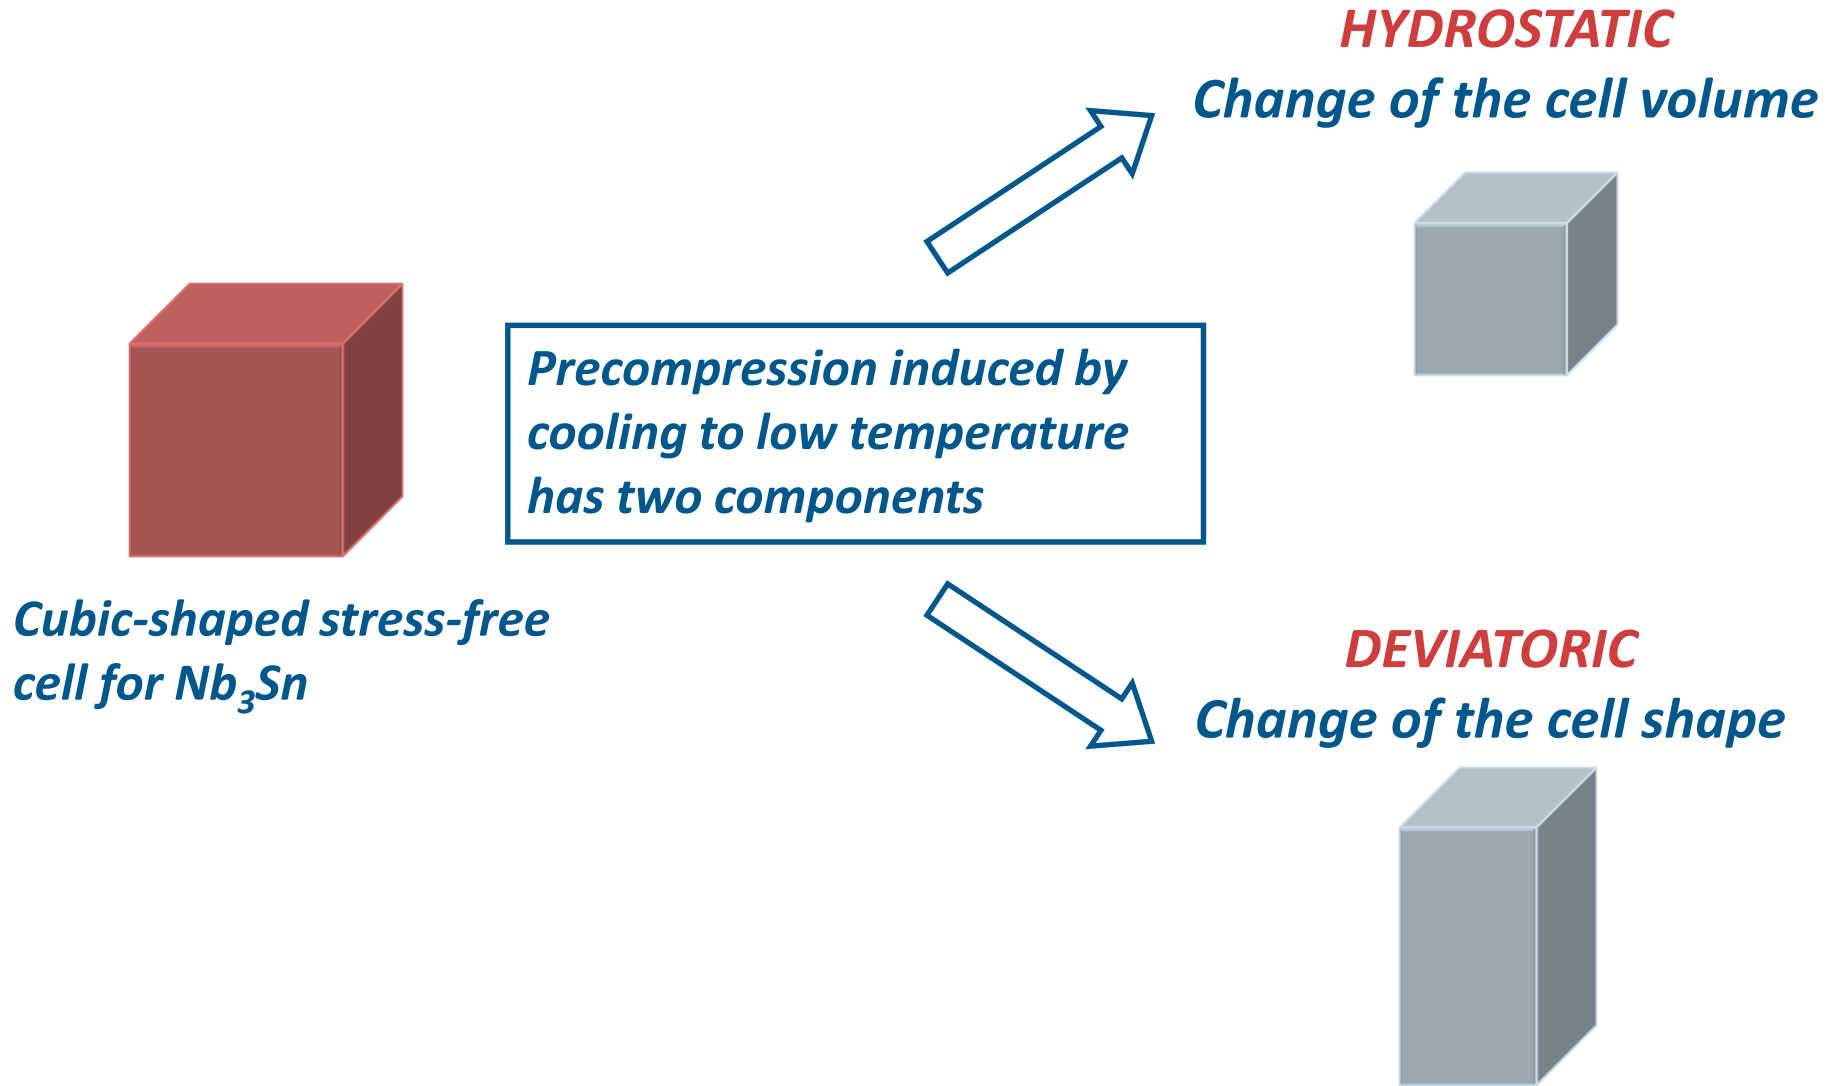 HYDROSTATIC
Change of the cell volume
Precompression induced by
cooling to low temperature
has two components
Cubic-shaped stress-free
cell for Nb₃Sn
DEVIATORIC
Change of the cell shape